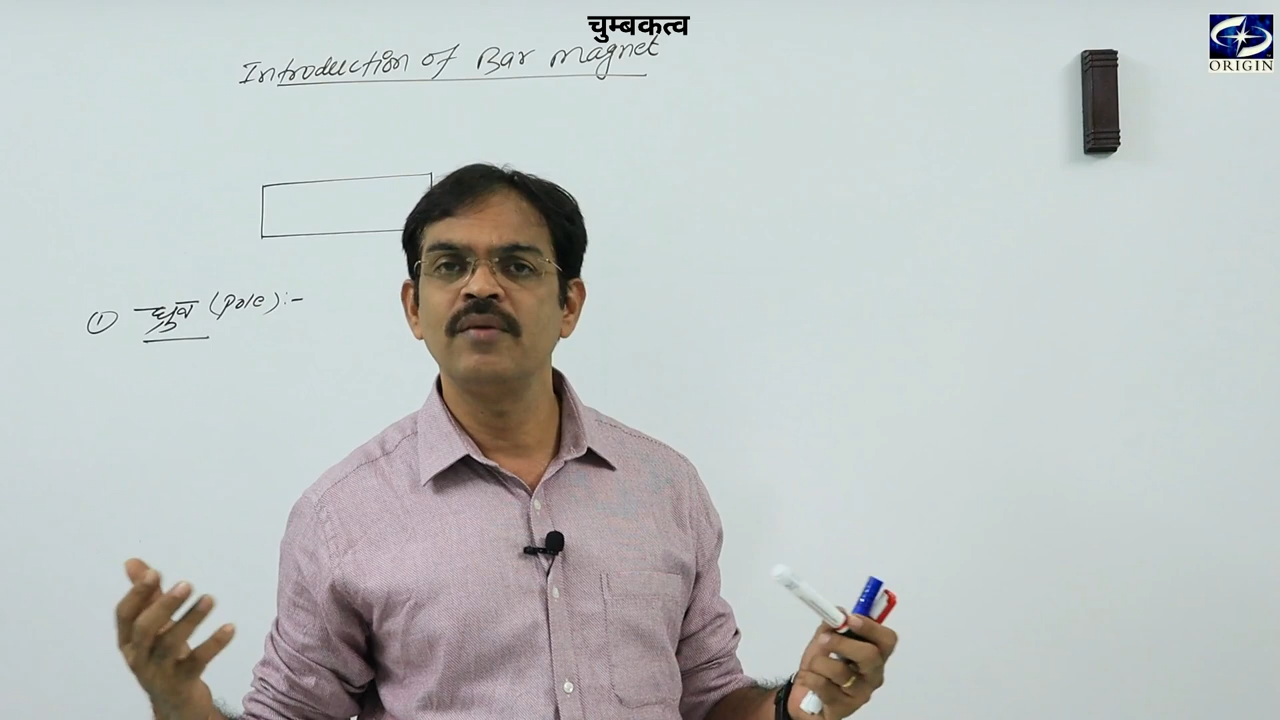 चुम्बकत्व
Introduction of Bar magnet
① ध्रुव (Pole):-
ORIGIN